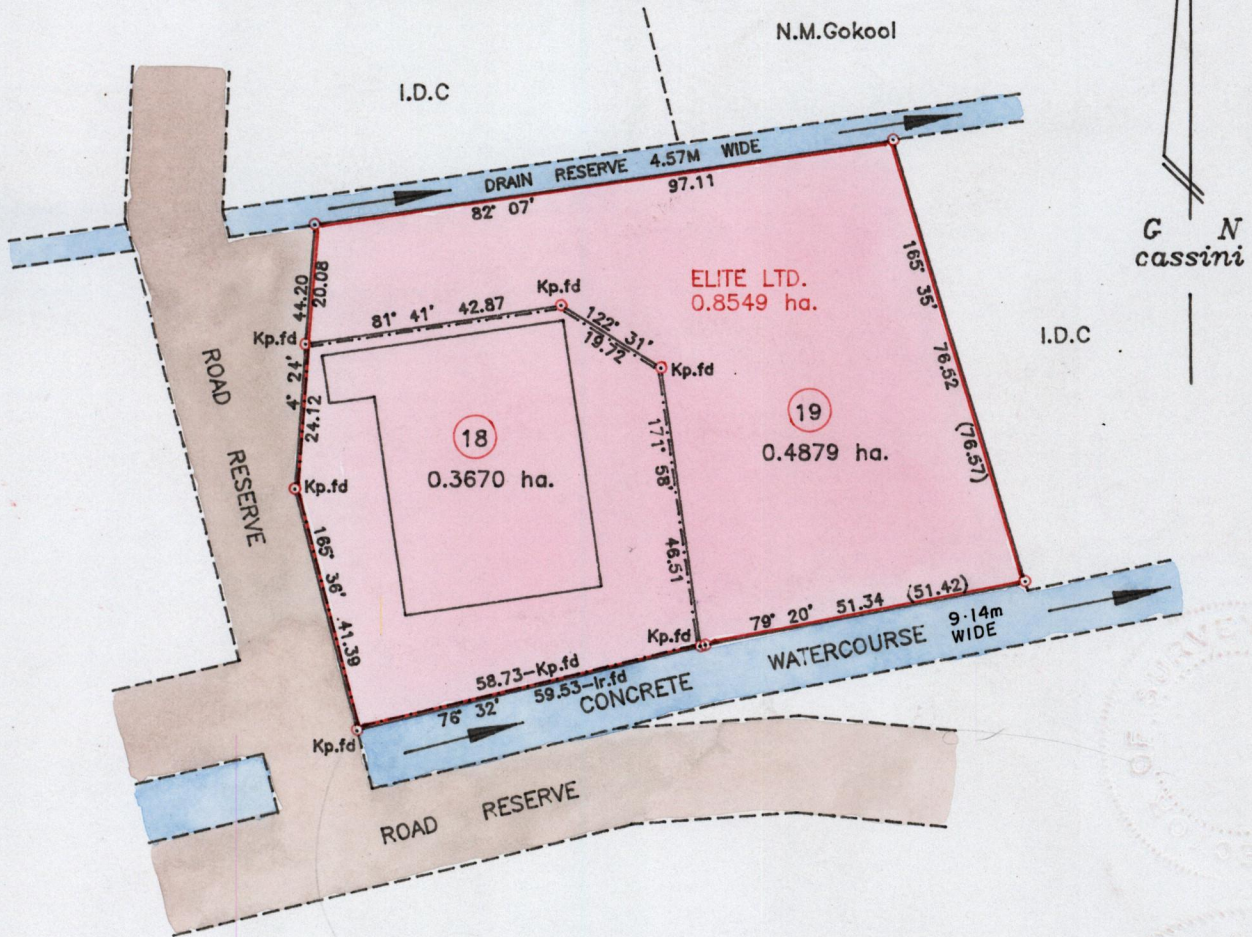 N.M.Gokool
I.D.C
DRAIN RESERVE 4.57M WIDE
82° 07' 97.11
G N
cassini
44.20
20.08
ELITE LTD.
0.8549 ha.
165° 35'
76.52
(76.57)
I.D.C
Kp.fd
81° 41' 42.87
Kp.fd
122° 31'
19.72
Kp.fd
ROAD
RESERVE
4° 24'
24.12
18
0.3670 ha.
19
0.4879 ha.
171° 58'
46.51
Kp.fd
165° 36'
41.39
Kp.fd
79° 20' 51.34 (51.42)
58.73-Kp.fd
59.53-Ir.fd
76° 32'
CONCRETE WATERCOURSE 9.14m
WIDE
Kp.fd
ROAD RESERVE